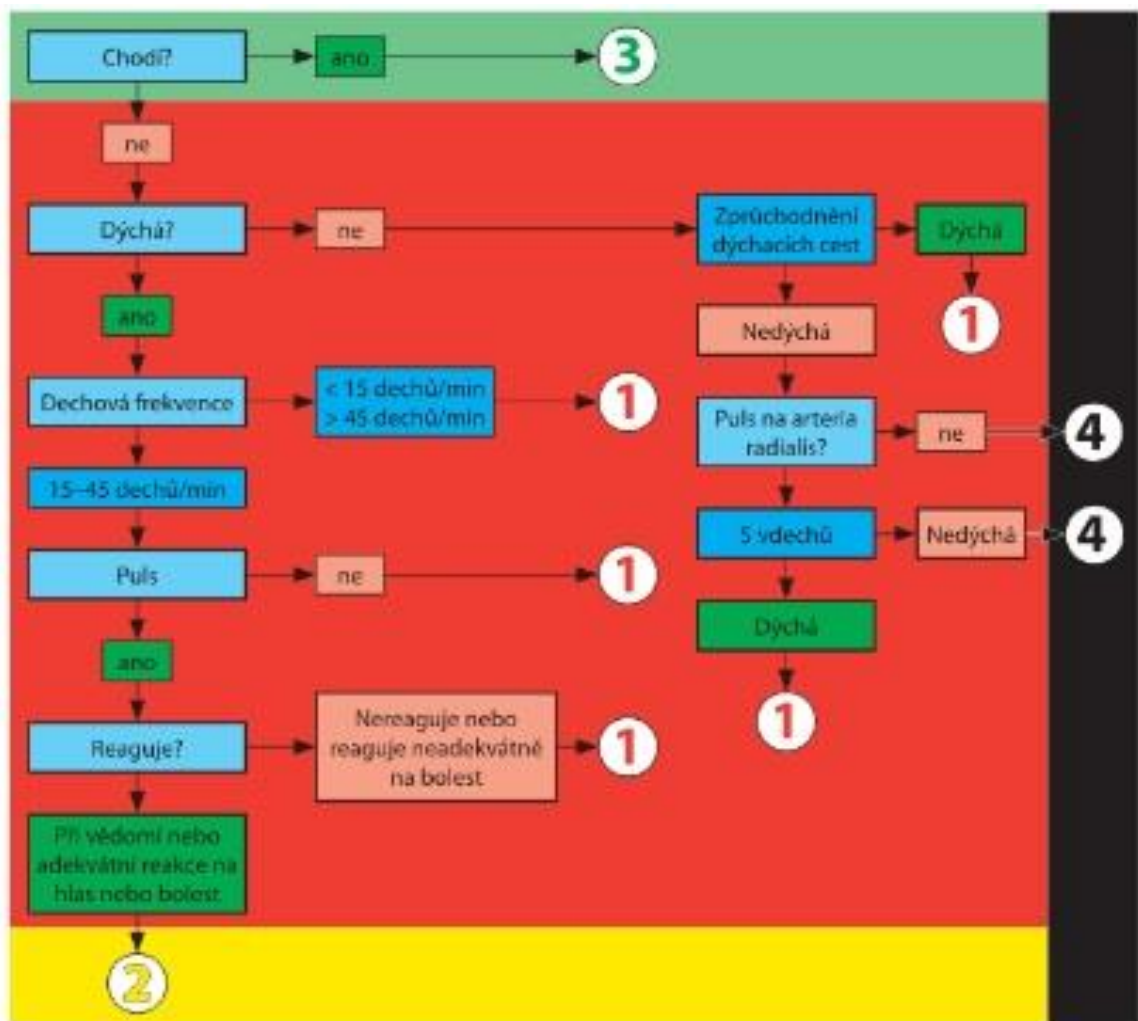 Chodí?
ano
3
ne
Dýchá?
ne
Zprůchodnění
dýchacích cest
Dýchá
ano
Nedýchá
1
Dechová frekvence
< 15 dechů/min
> 45 dechů/min
1
Puls na arteria
radialis?
ne
4
15–45 dechů/min
5 vdechů
Nedýchá
4
Puls
ne
1
Dýchá
ano
1
Reaguje?
Nereaguje nebo
reaguje neadekvátně
na bolest
1
Při vědomí nebo
adekvátní reakce na
hlas nebo bolest
2